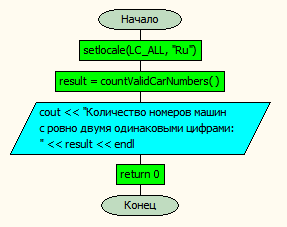 Начало
setlocale(LC_ALL, "Ru")
result = countValidCarNumbers( )
cout << "Количество номеров машин
с ровно двумя одинаковыми цифрами:
" << result << endl
return 0
Конец